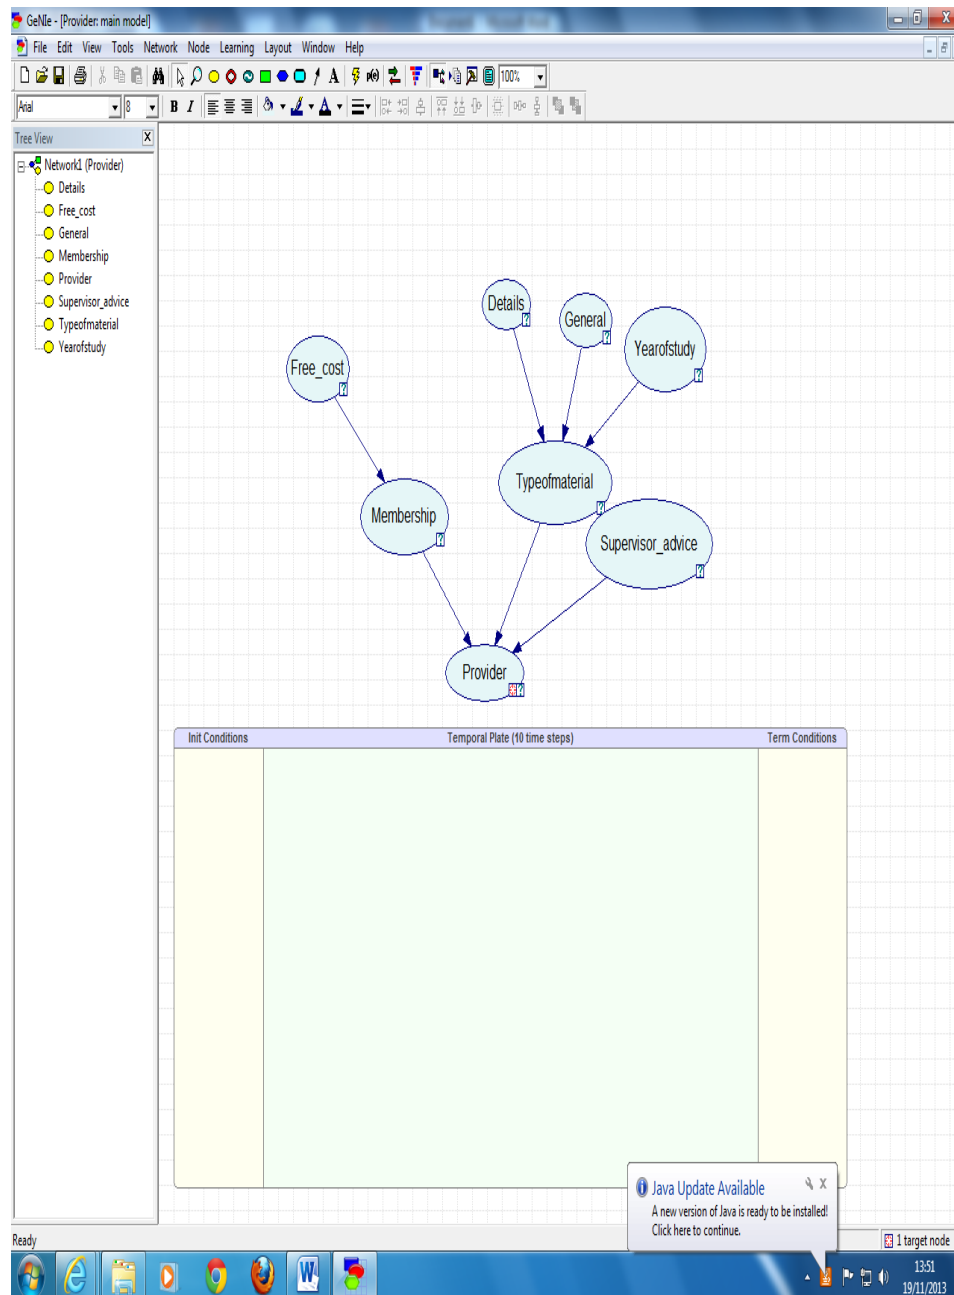 GeNIe - [Provider: main model]
File Edit View Tools Network Node Learning Layout Window Help
100%
Arial 8 B I
Tree View
Network1 (Provider)
Details
Free_cost
General
Membership
Provider
Supervisor_advice
Typeofmaterial
Yearofstudy
Details
General
Yearofstudy
Free_cost
Typeofmaterial
Membership
Supervisor_advice
Provider
Init Conditions Temporal Plate (10 time steps) Term Conditions
Java Update Available
A new version of Java is ready to be installed!
Click here to continue.
Ready 1 target node
13:51
19/11/2013